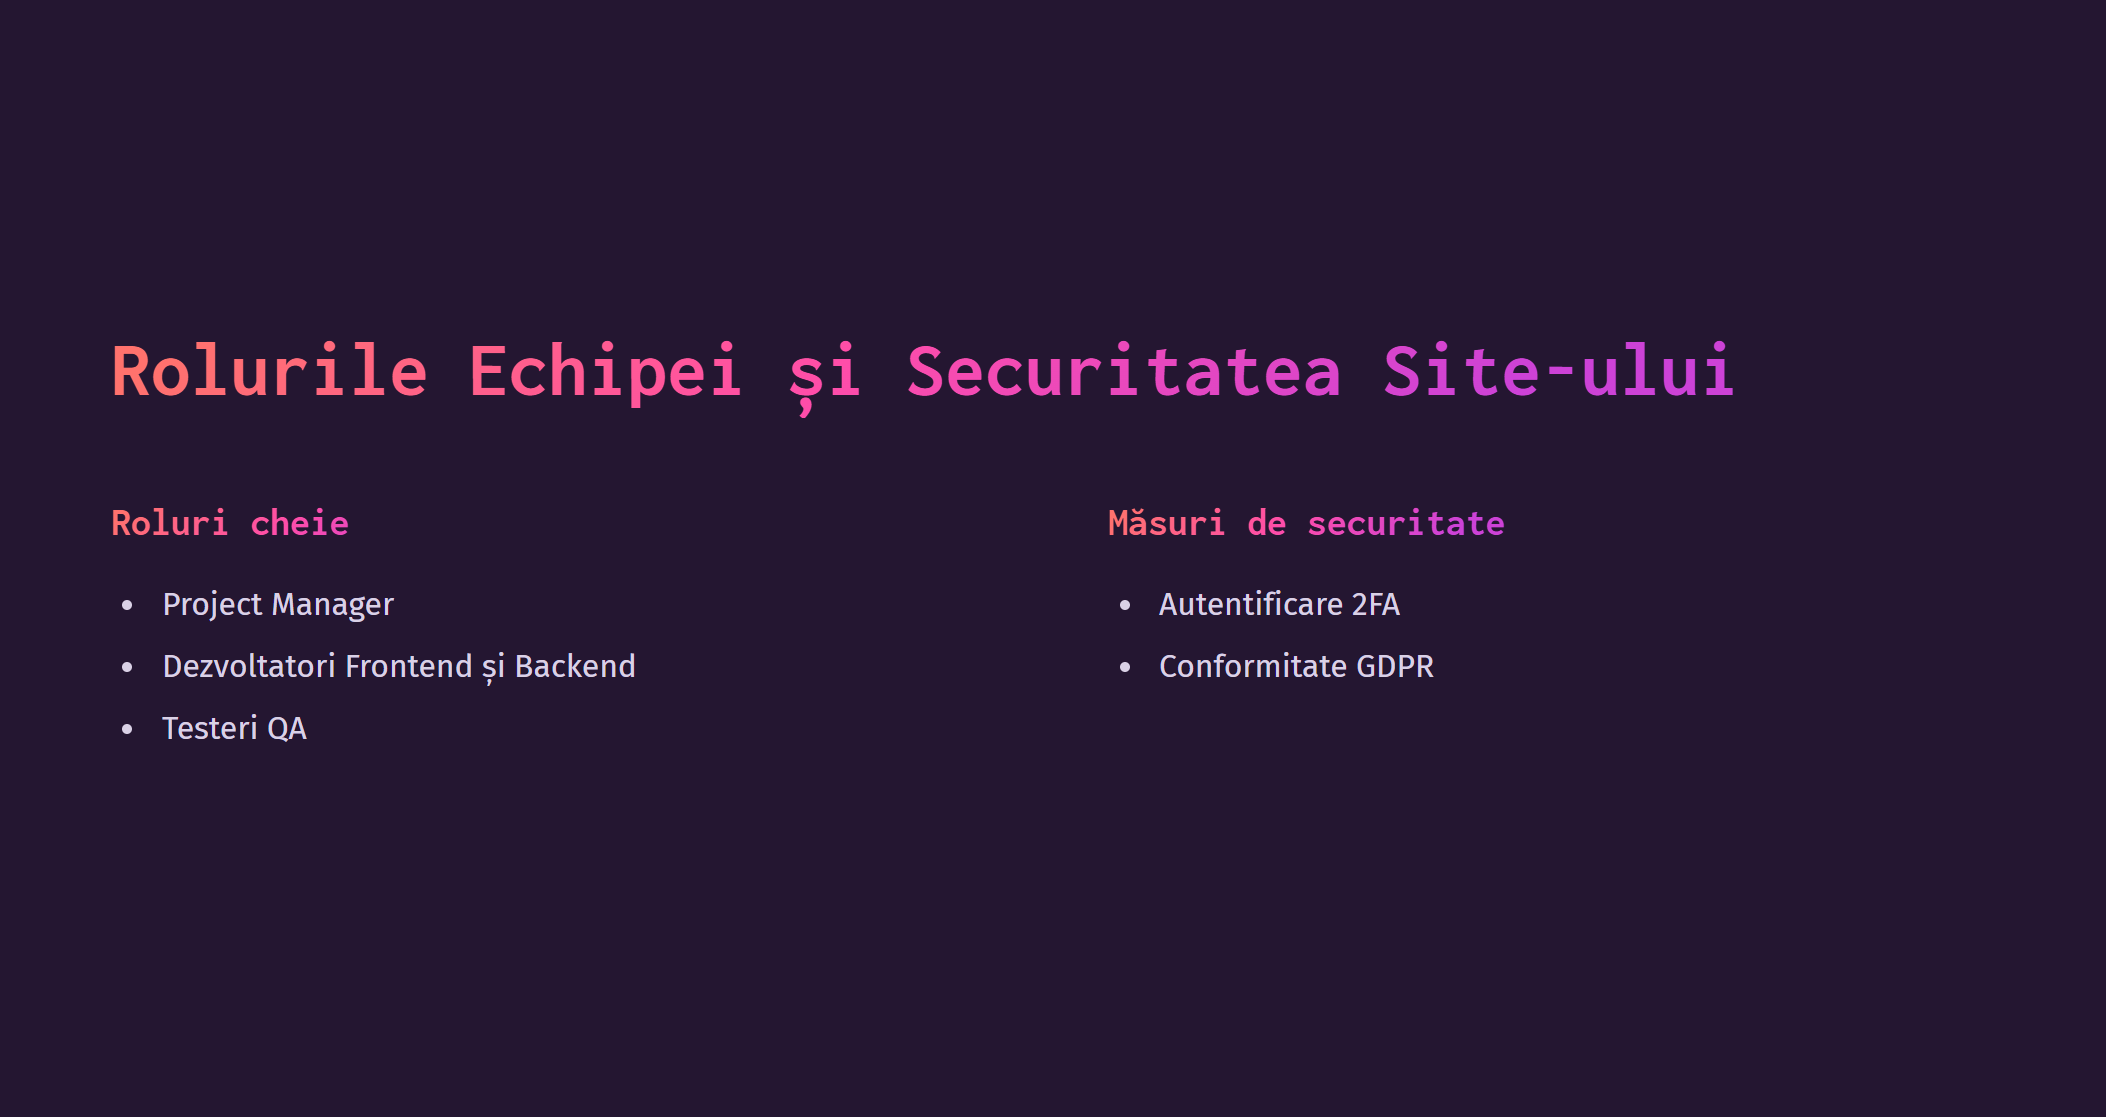 Rolurile Echipei și Securitatea Site-ului
Roluri cheie
Project Manager
Dezvoltatori Frontend și Backend
Testeri QA
Măsuri de securitate
Autentificare 2FA
Conformitate GDPR